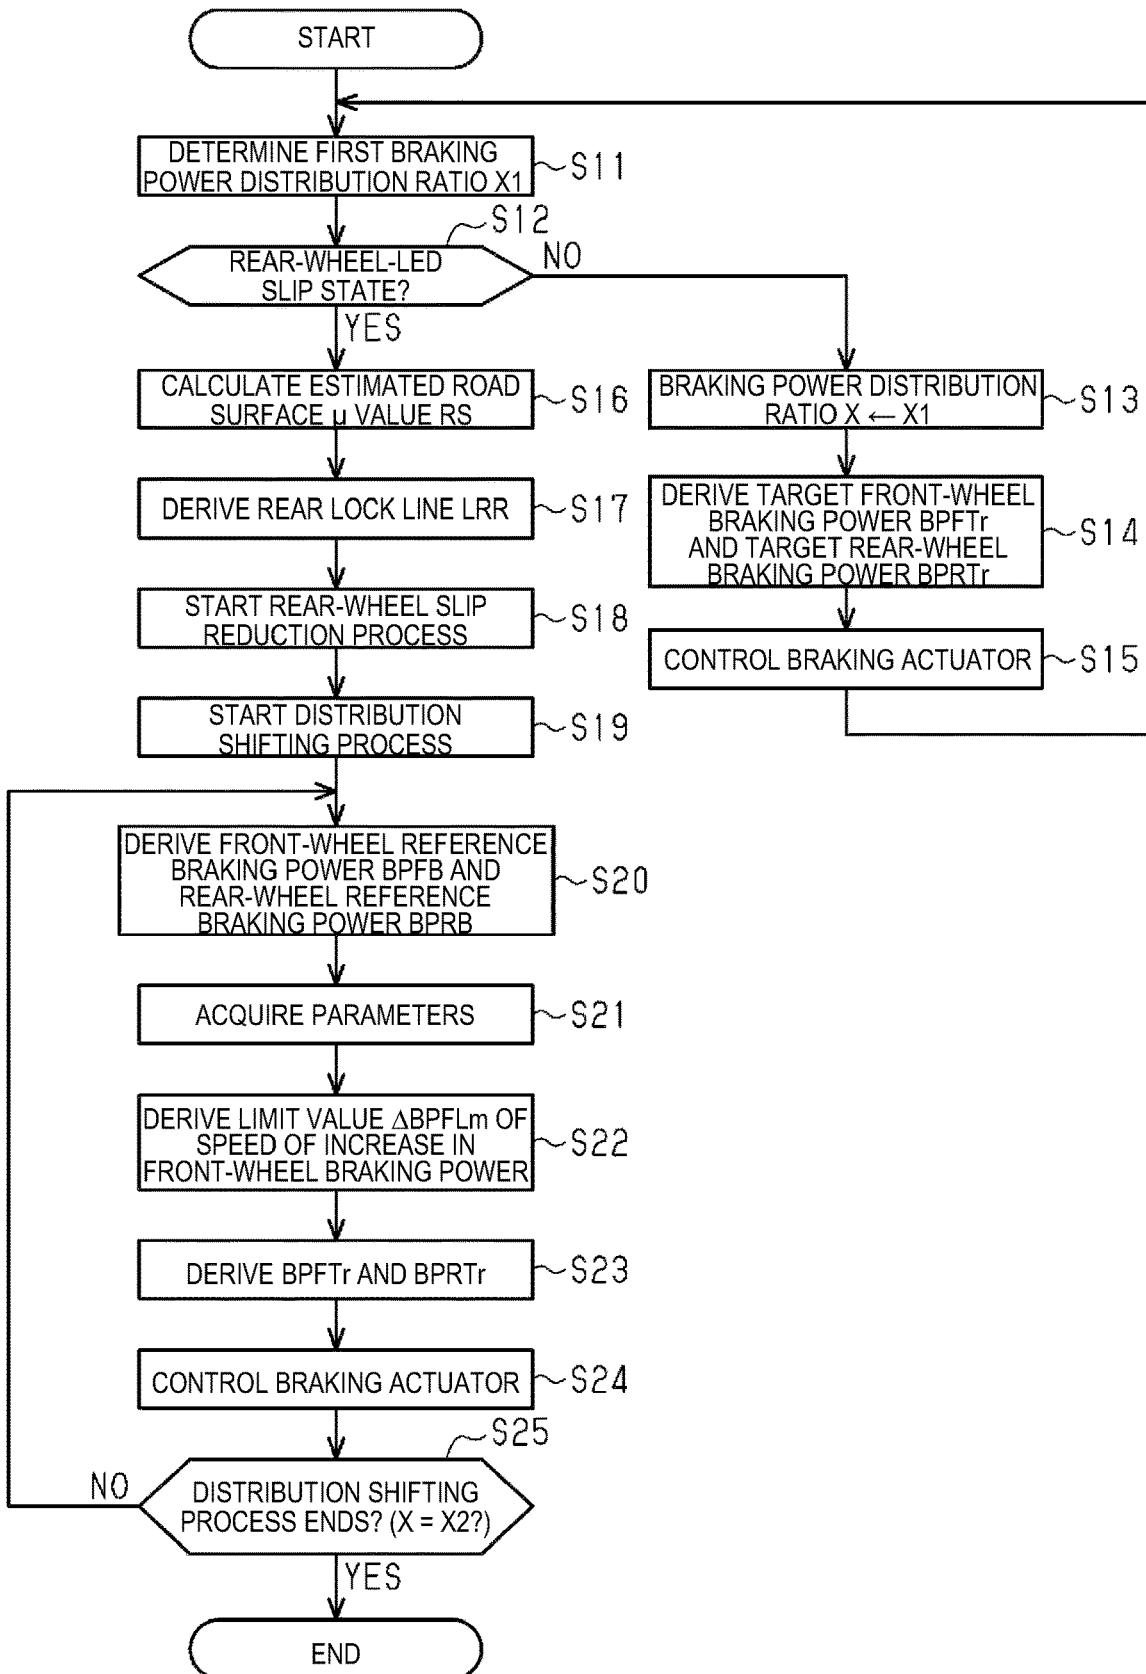 START
DETERMINE FIRST BRAKING
POWER DISTRIBUTION RATIO X1
S11
S12
REAR-WHEEL-LED
SLIP STATE?
NO
YES
CALCULATE ESTIMATED ROAD
SURFACE μ VALUE RS
S16
BRAKING POWER DISTRIBUTION
RATIO X ← X1
S13
DERIVE REAR LOCK LINE LRR
S17
DERIVE TARGET FRONT-WHEEL
BRAKING POWER BPFTr
AND TARGET REAR-WHEEL
BRAKING POWER BPRTr
S14
START REAR-WHEEL SLIP
REDUCTION PROCESS
S18
CONTROL BRAKING ACTUATOR
S15
START DISTRIBUTION
SHIFTING PROCESS
S19
DERIVE FRONT-WHEEL REFERENCE
BRAKING POWER BPFB AND
REAR-WHEEL REFERENCE
BRAKING POWER BPRB
S20
ACQUIRE PARAMETERS
S21
DERIVE LIMIT VALUE ΔBPFLm OF
SPEED OF INCREASE IN
FRONT-WHEEL BRAKING POWER
S22
DERIVE BPFTr AND BPRTr
S23
CONTROL BRAKING ACTUATOR
S24
S25
NO
DISTRIBUTION SHIFTING
PROCESS ENDS? (X = X2?)
YES
END